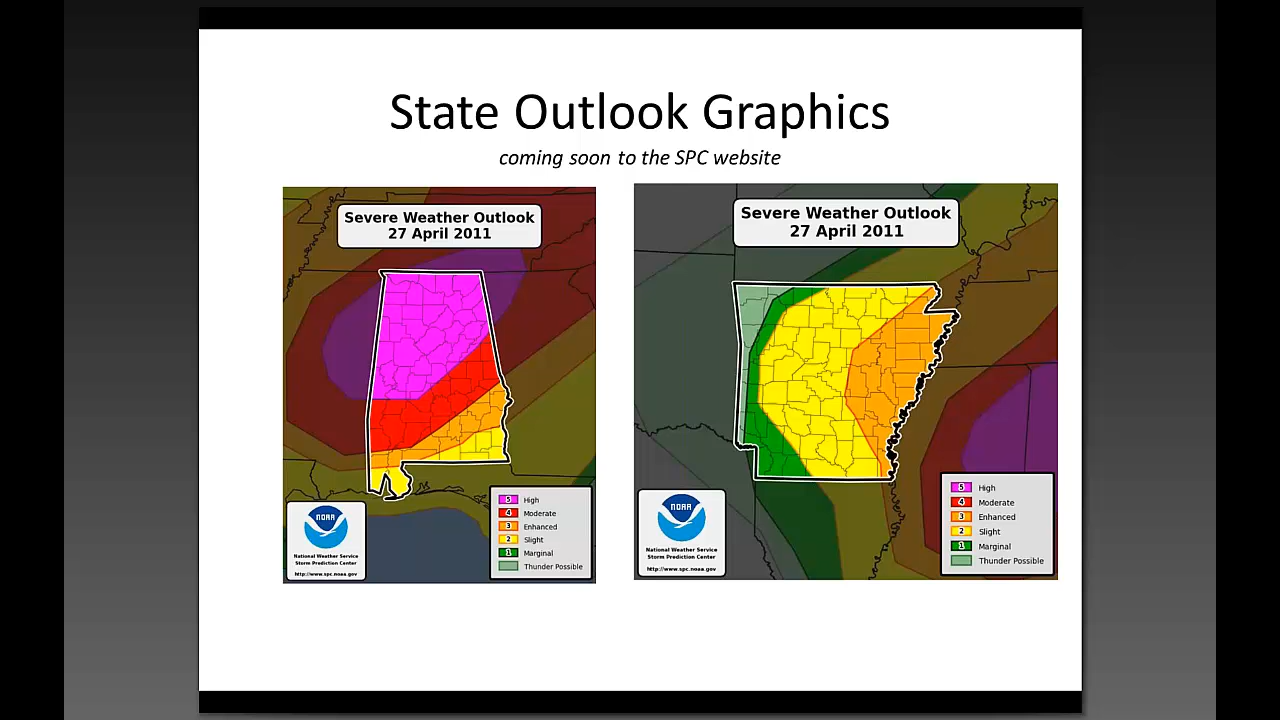 State Outlook Graphics
coming soon to the SPC website
Severe Weather Outlook
27 April 2011
NOAA
National Weather Service
Storm Prediction Center
http://www.spc.noaa.gov
5 High
4 Moderate
3 Enhanced
2 Slight
1 Marginal
Thunder Possible
Severe Weather Outlook
27 April 2011
NOAA
National Weather Service
Storm Prediction Center
http://www.spc.noaa.gov
5 High
4 Moderate
3 Enhanced
2 Slight
1 Marginal
Thunder Possible